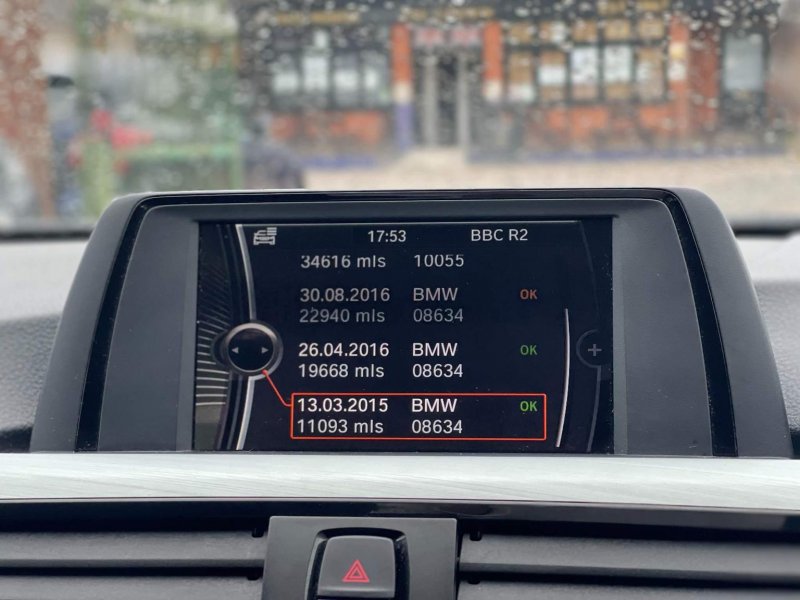 17:53 BBC R2
34616 mls 10055
30.08.2016 BMW OK
22940 mls 08634
26.04.2016 BMW OK
19668 mls 08634
13.03.2015 BMW OK
11093 mls 08634